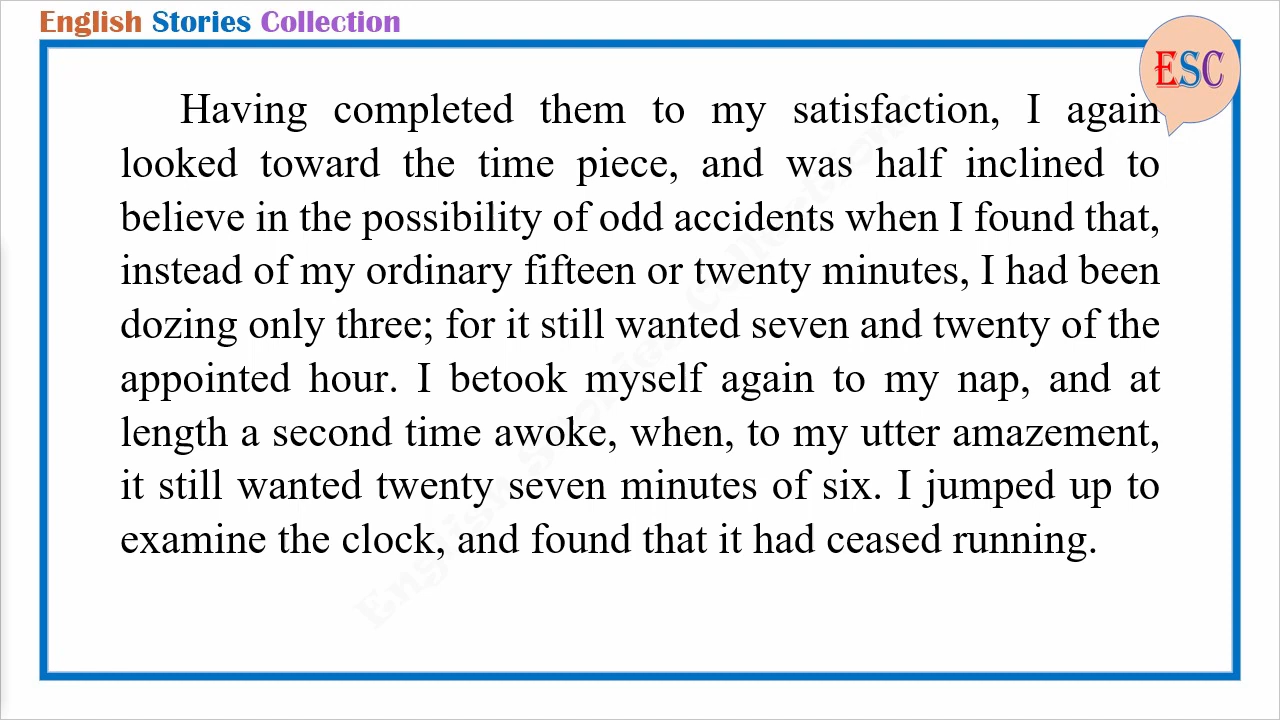 English Stories Collection
ESC
Having completed them to my satisfaction, I again
looked toward the time piece, and was half inclined to
believe in the possibility of odd accidents when I found that,
instead of my ordinary fifteen or twenty minutes, I had been
dozing only three; for it still wanted seven and twenty of the
appointed hour. I betook myself again to my nap, and at
length a second time awoke, when, to my utter amazement,
it still wanted twenty seven minutes of six. I jumped up to
examine the clock, and found that it had ceased running.
English Stories Collection